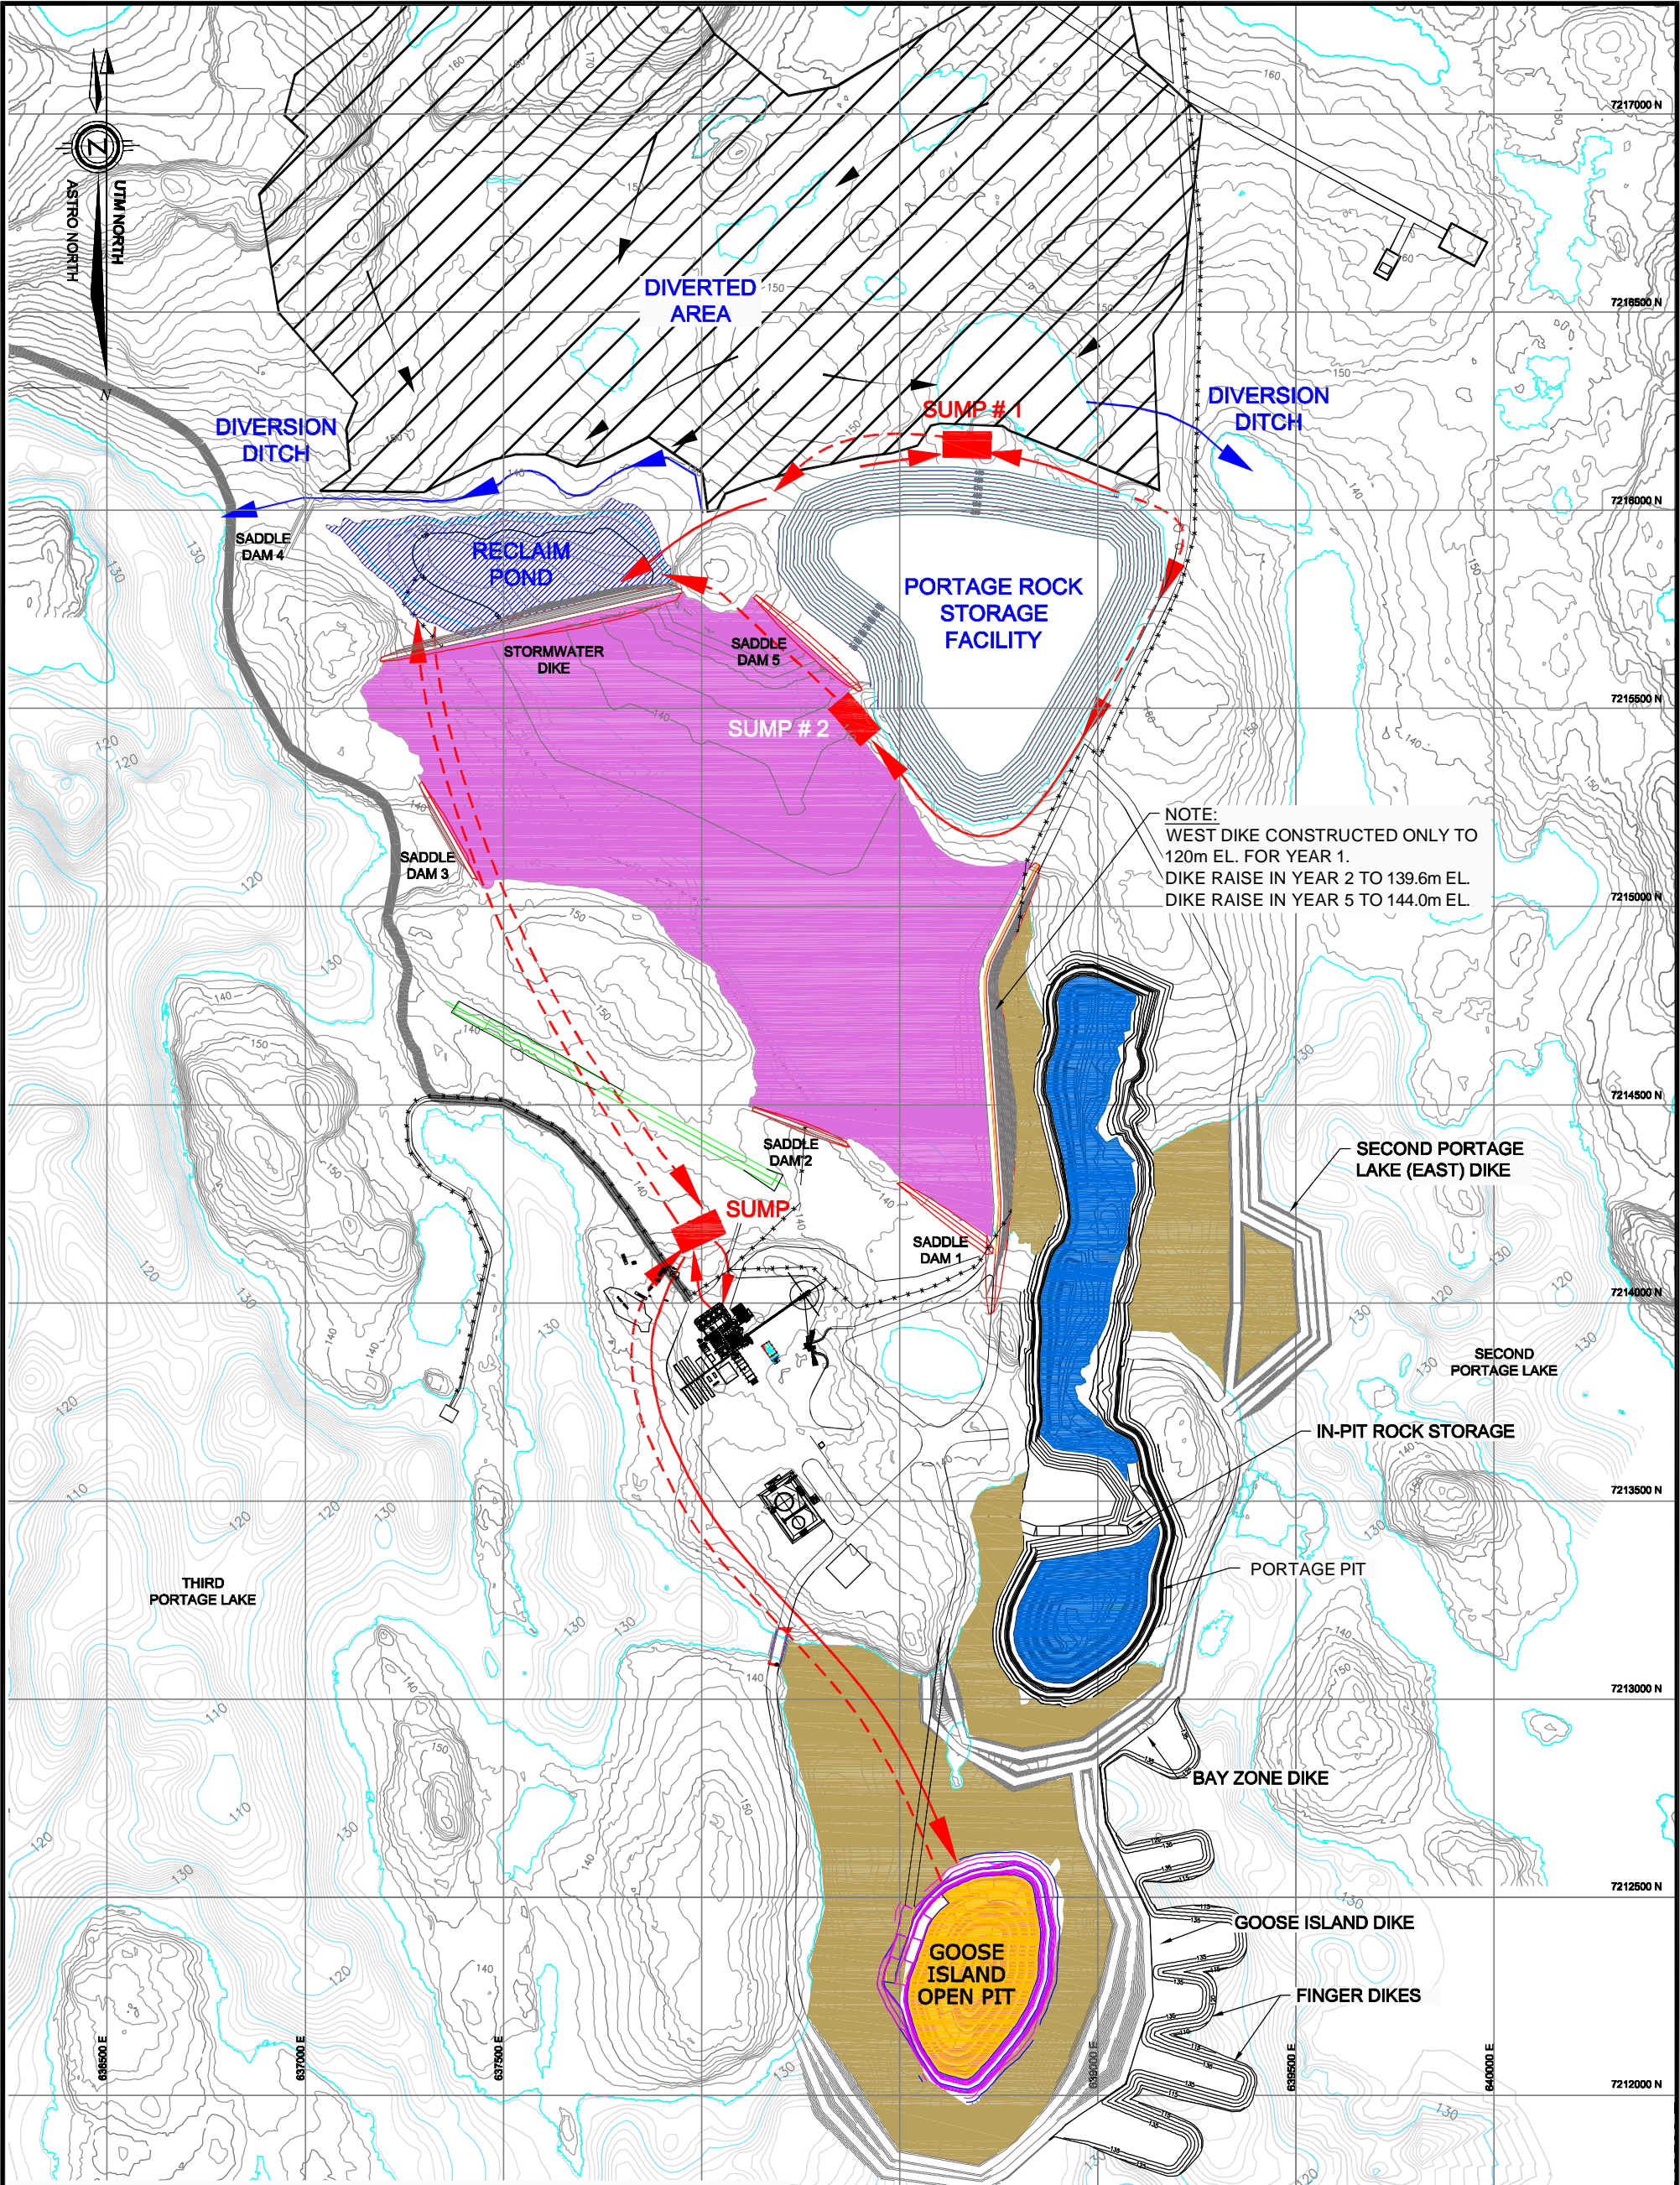 7217000 N
UTM NORTH
ASTRO NORTH
Z
N
DIVERTED
AREA
7216500 N
DIVERSION
DITCH
SUMP # 1
DIVERSION
DITCH
7216000 N
SADDLE
DAM 4
RECLAIM
POND
PORTAGE ROCK
STORAGE
FACILITY
STORMWATER
DIKE
SADDLE
DAM 5
7215500 N
SUMP # 2
NOTE:
WEST DIKE CONSTRUCTED ONLY TO
120m EL. FOR YEAR 1.
DIKE RAISE IN YEAR 2 TO 139.6m EL.
DIKE RAISE IN YEAR 5 TO 144.0m EL.
SADDLE
DAM 3
7215000 N
7214500 N
SADDLE
DAM 2
SECOND PORTAGE
LAKE (EAST) DIKE
SUMP
SADDLE
DAM 1
7214000 N
SECOND
PORTAGE LAKE
IN-PIT ROCK STORAGE
7213500 N
PORTAGE PIT
THIRD
PORTAGE LAKE
7213000 N
BAY ZONE DIKE
7212500 N
GOOSE ISLAND DIKE
GOOSE
ISLAND
OPEN PIT
FINGER DIKES
637000 E
637500 E
639000 E
639500 E
640000 E
7212000 N